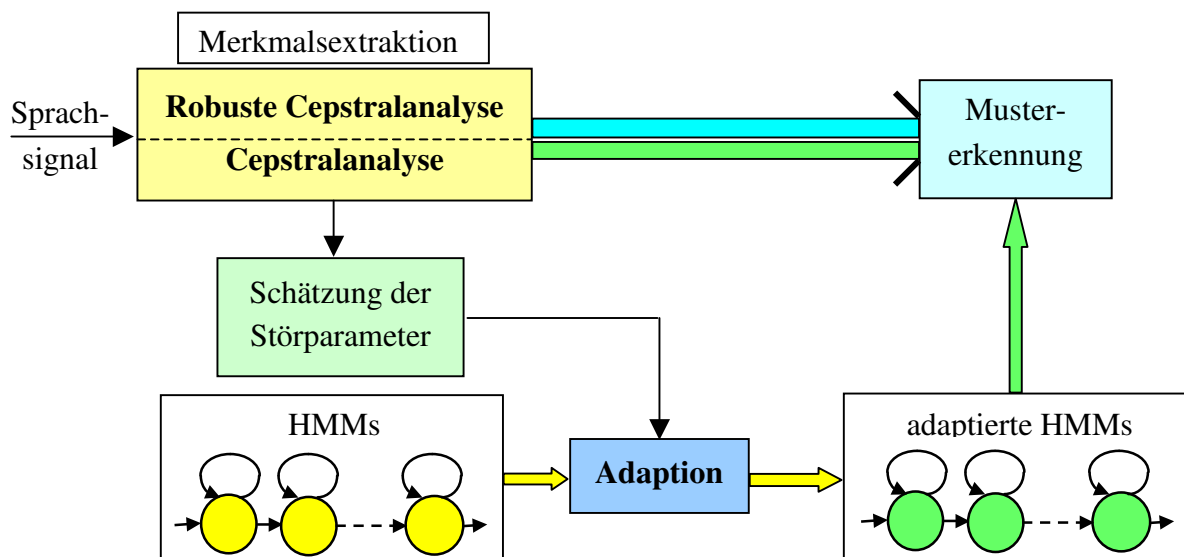 Merkmalsextraktion
Sprach-
signal
Robuste Cepstralanalyse
Cepstralanalyse
Muster-
erkennung
Schätzung der
Störparameter
HMMs
Adaption
adaptierte HMMs